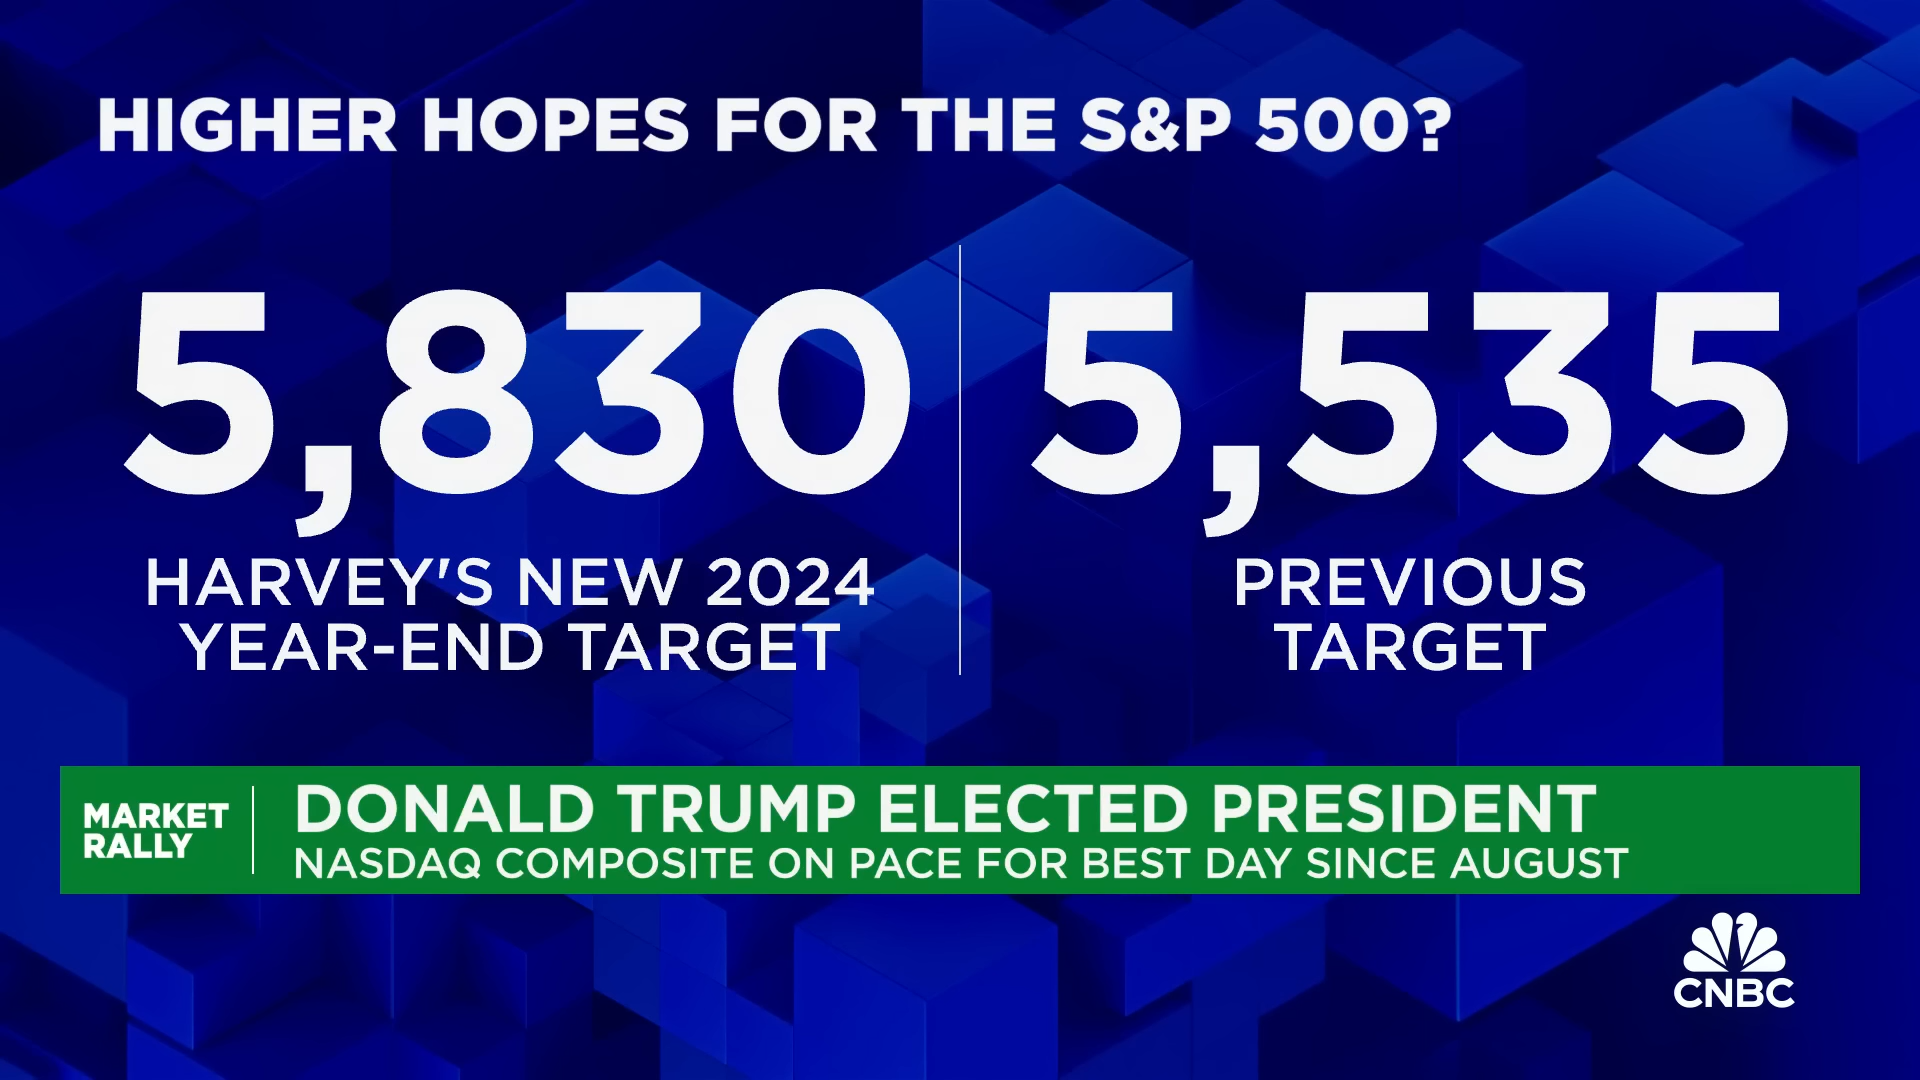 HIGHER HOPES FOR THE S&P 500?
5,830
HARVEY'S NEW 2024
YEAR-END TARGET
5,535
PREVIOUS
TARGET
MARKET
RALLY
DONALD TRUMP ELECTED PRESIDENT
NASDAQ COMPOSITE ON PACE FOR BEST DAY SINCE AUGUST
CNBC